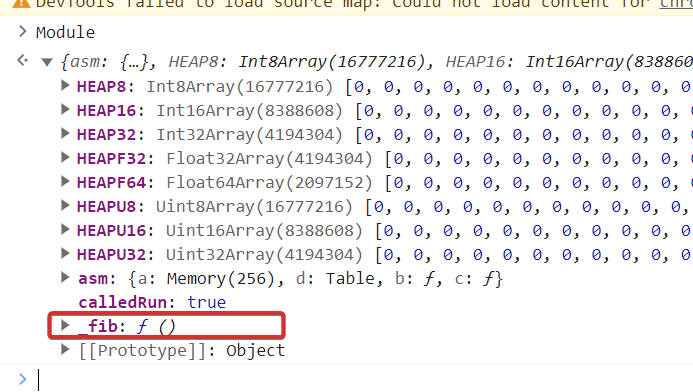 DevTools failed to load source map: Could not load content for chro
Module
{asm: {…}, HEAP8: Int8Array(16777216), HEAP16: Int16Array(838860
HEAP8: Int8Array(16777216) [0, 0, 0, 0, 0, 0, 0, 0, 0, 0, 0, 0
HEAP16: Int16Array(8388608) [0, 0, 0, 0, 0, 0, 0, 0, 0, 0, 0,
HEAP32: Int32Array(4194304) [0, 0, 0, 0, 0, 0, 0, 0, 0, 0, 0,
HEAPF32: Float32Array(4194304) [0, 0, 0, 0, 0, 0, 0, 0, 0, 0,
HEAPF64: Float64Array(2097152) [0, 0, 0, 0, 0, 0, 0, 0, 0, 0,
HEAPU8: Uint8Array(16777216) [0, 0, 0, 0, 0, 0, 0, 0, 0, 0, 0,
HEAPU16: Uint16Array(8388608) [0, 0, 0, 0, 0, 0, 0, 0, 0, 0,
HEAPU32: Uint32Array(4194304) [0, 0, 0, 0, 0, 0, 0, 0, 0, 0,
asm: {a: Memory(256), d: Table, b: ƒ, c: ƒ}
calledRun: true
_fib: ƒ ()
[[Prototype]]: Object